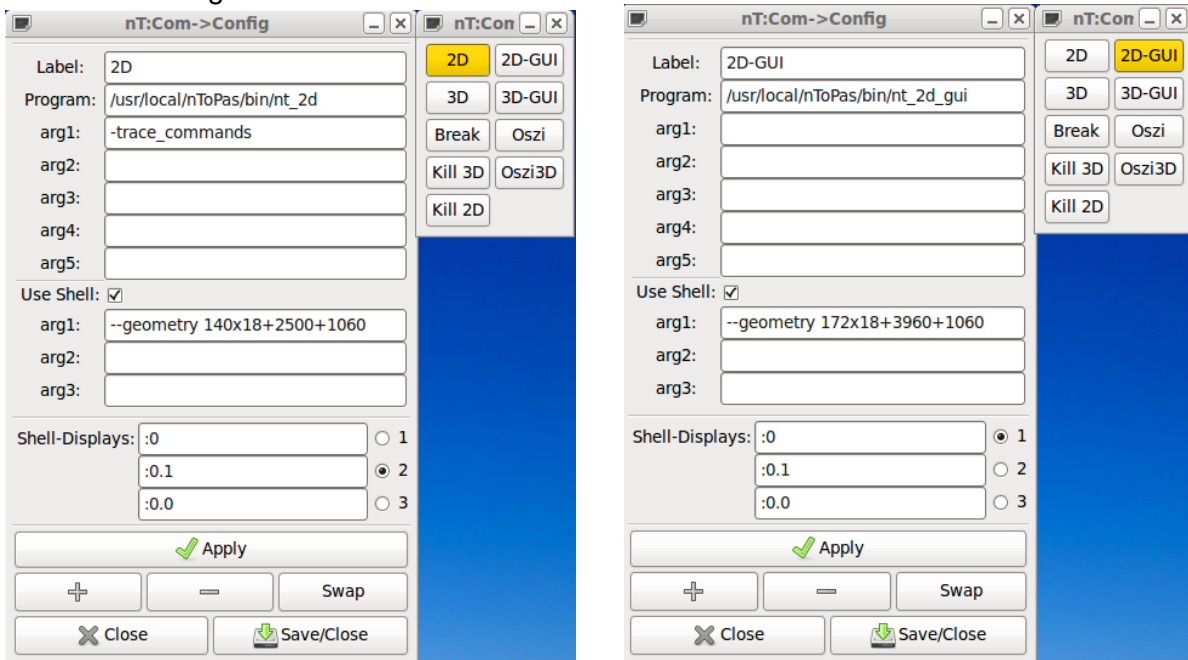 nT:Com->Config
Label: 2D
Program: /usr/local/nToPas/bin/nt_2d
arg1: -trace_commands
arg2:
arg3:
arg4:
arg5:
Use Shell:
arg1: --geometry 140x18+2500+1060
arg2:
arg3:
Shell-Displays: :0 1
:0.1 2
:0.0 3
Apply
Swap
Close Save/Close
nT:Con
2D 2D-GUI
3D 3D-GUI
Break Oszi
Kill 3D Oszi3D
Kill 2D
nT:Com->Config
Label: 2D-GUI
Program: /usr/local/nToPas/bin/nt_2d_gui
arg1:
arg2:
arg3:
arg4:
arg5:
Use Shell:
arg1: --geometry 172x18+3960+1060
arg2:
arg3:
Shell-Displays: :0 1
:0.1 2
:0.0 3
Apply
Swap
Close Save/Close
nT:Con
2D 2D-GUI
3D 3D-GUI
Break Oszi
Kill 3D Oszi3D
Kill 2D